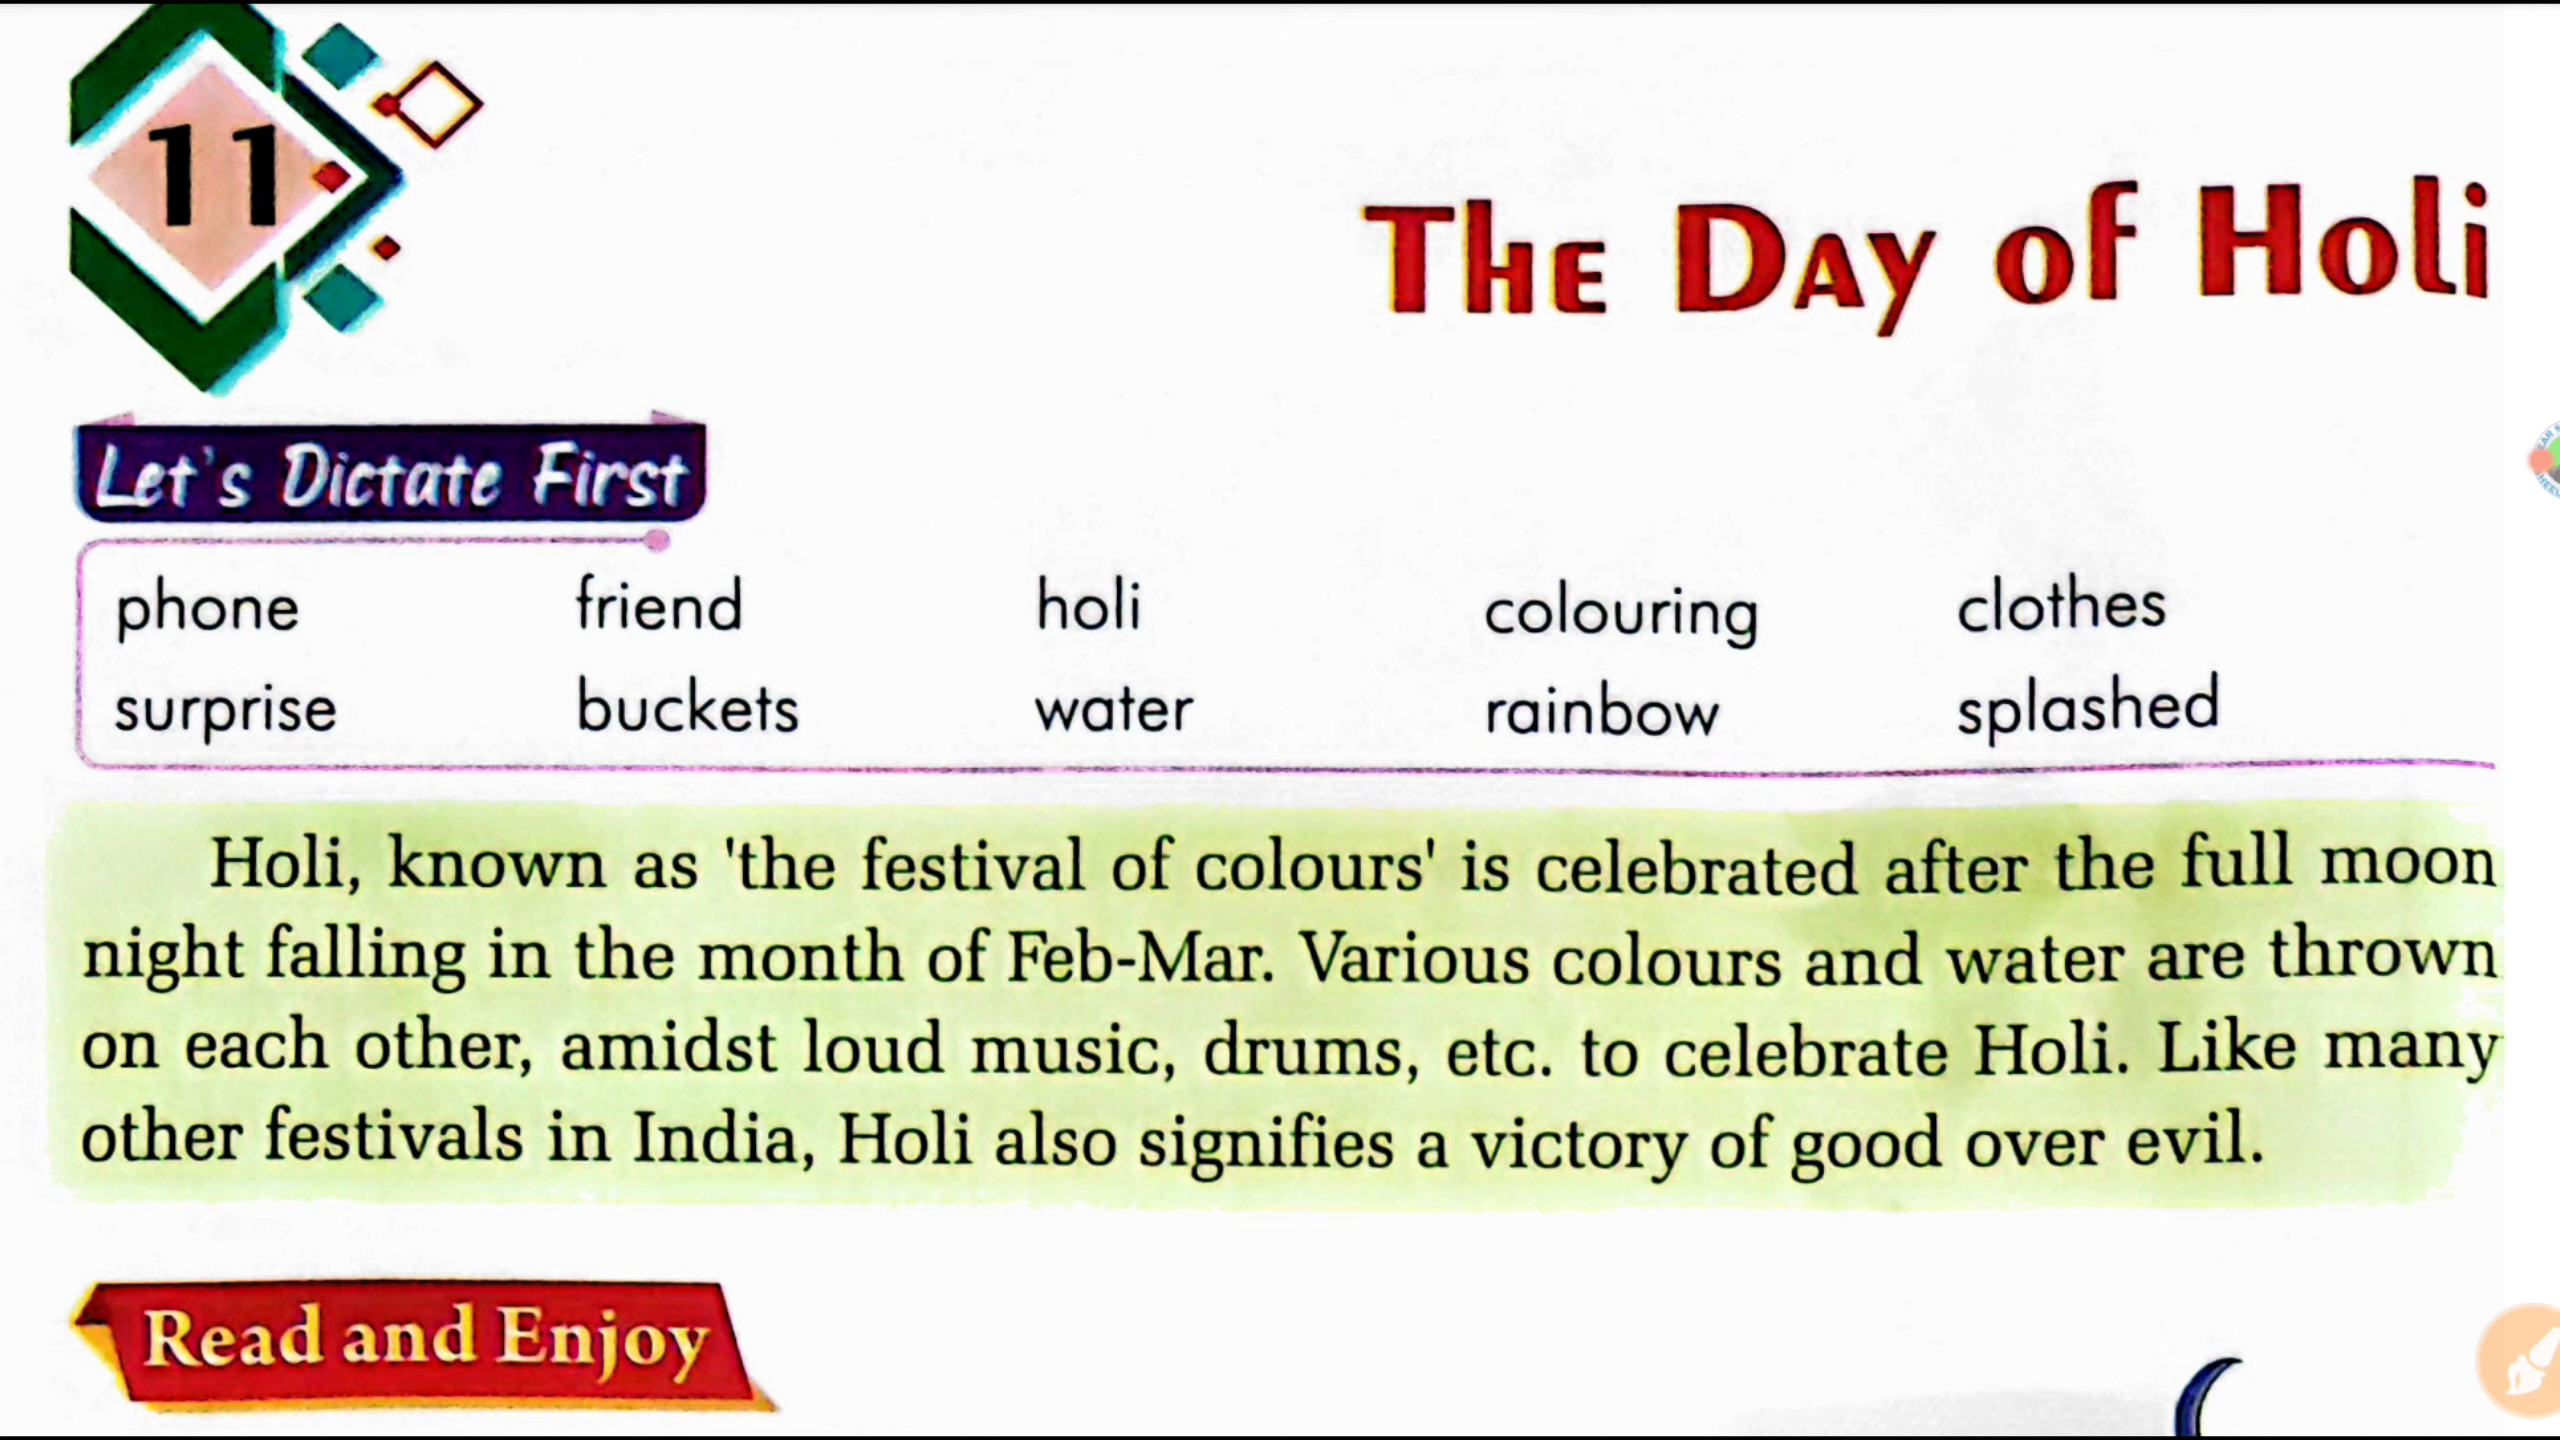 11
The Day of Holi
Let's Dictate First
phone friend holi colouring clothes
surprise buckets water rainbow splashed
Holi, known as 'the festival of colours' is celebrated after the full moon
night falling in the month of Feb-Mar. Various colours and water are thrown
on each other, amidst loud music, drums, etc. to celebrate Holi. Like many
other festivals in India, Holi also signifies a victory of good over evil.
Read and Enjoy